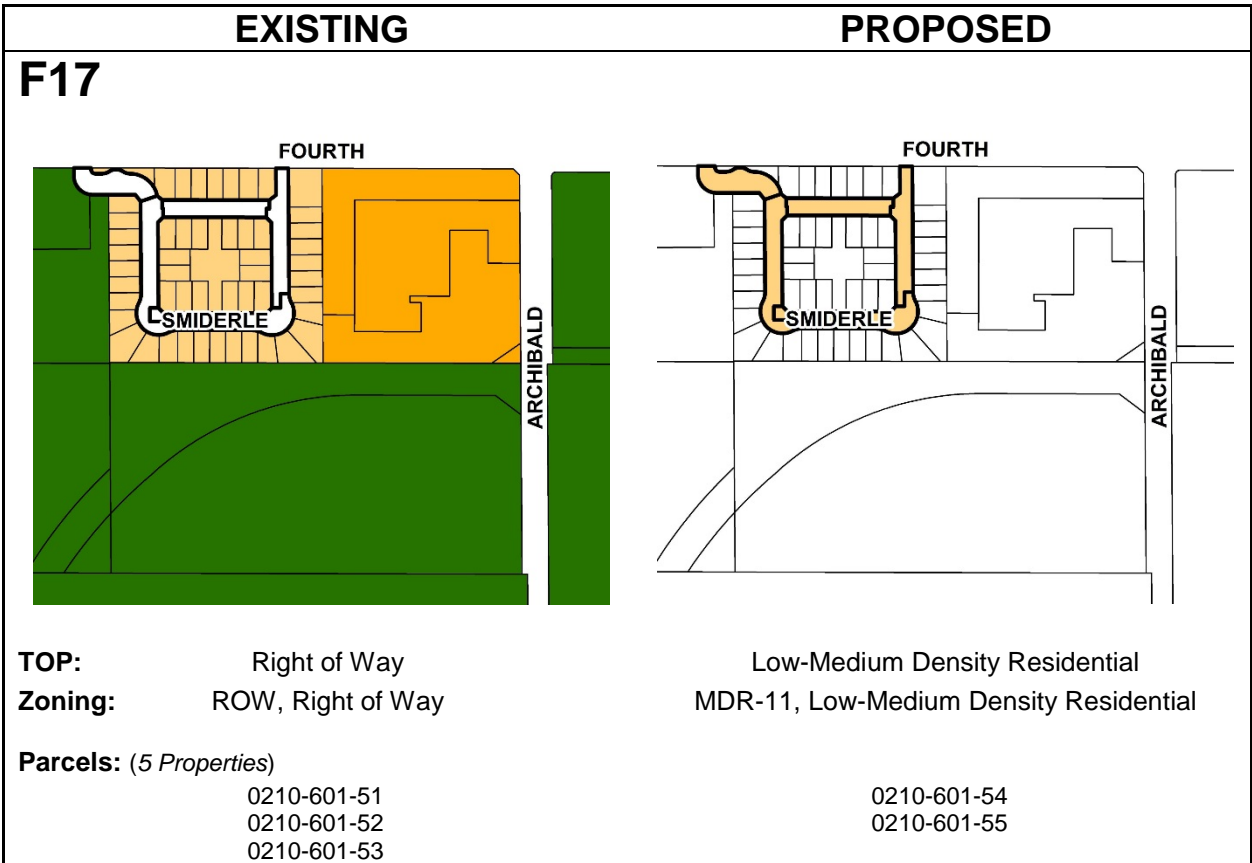 EXISTING PROPOSED
F17
FOURTH
SMIDERLE
ARCHIBALD
FOURTH
SMIDERLE
ARCHIBALD
TOP: Right of Way Low-Medium Density Residential
Zoning: ROW, Right of Way MDR-11, Low-Medium Density Residential
Parcels: (5 Properties)
0210-601-51 0210-601-54
0210-601-52 0210-601-55
0210-601-53